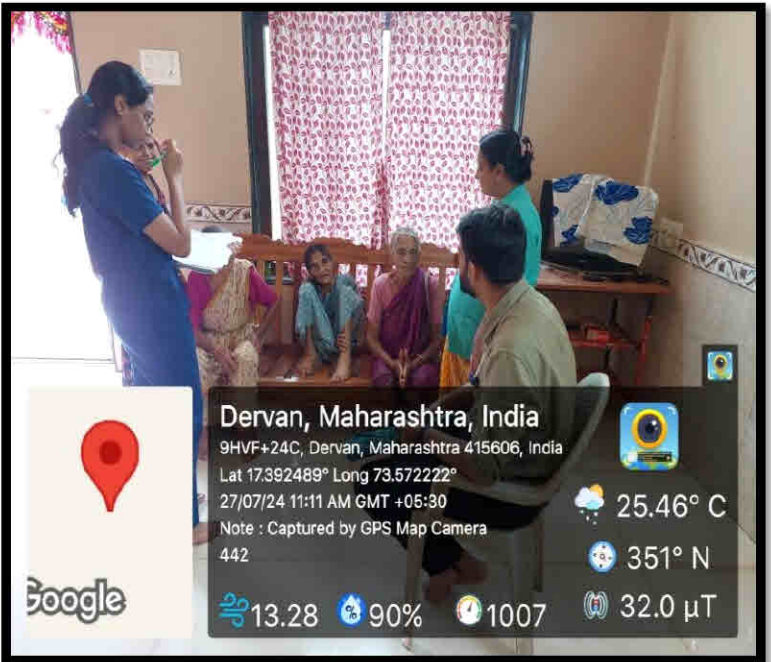 Dervan, Maharashtra, India
9HVF+24C, Dervan, Maharashtra 415606, India
Lat 17.392489° Long 73.572222°
27/07/24 11:11 AM GMT +05:30
Note : Captured by GPS Map Camera
442
25.46° C
351° N
13.28
90%
1007
32.0 µT
Google